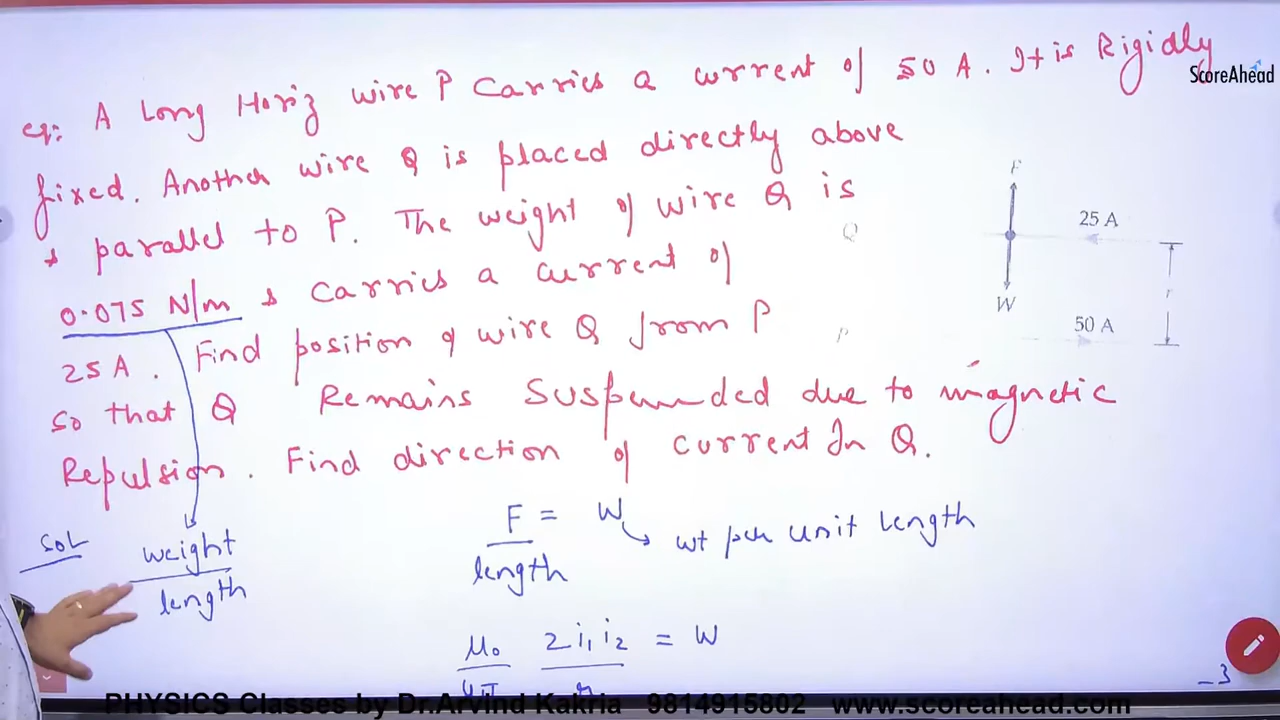 eg: A Long Horiz wire P Carries a current of 50 A. It is Rigidly
ScoreAhead
fixed. Another wire Q is placed directly above
& parallel to P. The weight of wire Q is
0.075 N/m & carries a current of
25A. Find position of wire Q from P
so that Q Remains Suspended due to magnetic
Repulsion. Find direction of current In Q.
F
25 A
Q
W
r
50 A
P
Sol
weight
length
F = W
length
wt per unit length
μ₀ 2i₁i₂ = W
4π r
-3
PHYSICS Classes by Dr.Arvind Kakria 9814915802 www.scoreahead.com